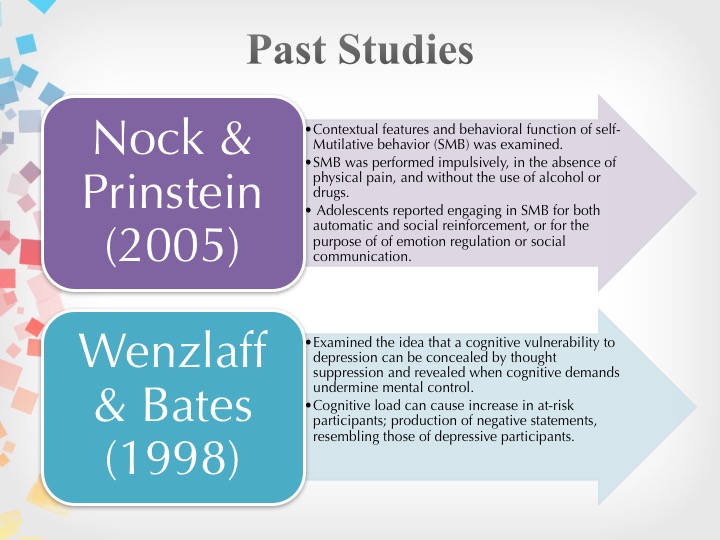 Past Studies
Nock &
Prinstein
(2005)
•Contextual features and behavioral function of self-
Mutilative behavior (SMB) was examined.
•SMB was performed impulsively, in the absence of
physical pain, and without the use of alcohol or
drugs.
• Adolescents reported engaging in SMB for both
automatic and social reinforcement, or for the
purpose of of emotion regulation or social
communication.
Wenzlaff
& Bates
(1998)
•Examined the idea that a cognitive vulnerability to
depression can be concealed by thought
suppression and revealed when cognitive demands
undermine mental control.
•Cognitive load can cause increase in at-risk
participants; production of negative statements,
resembling those of depressive participants.